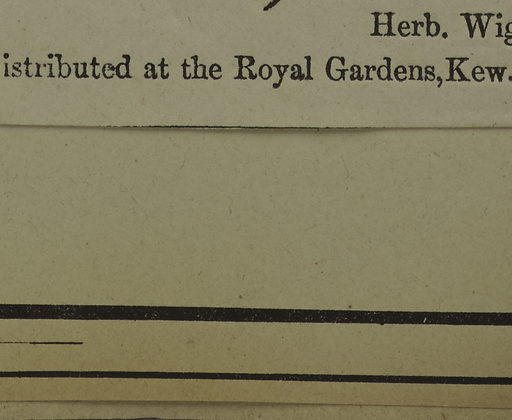 Herb. Wig
istributed at the Royal Gardens, Kew.